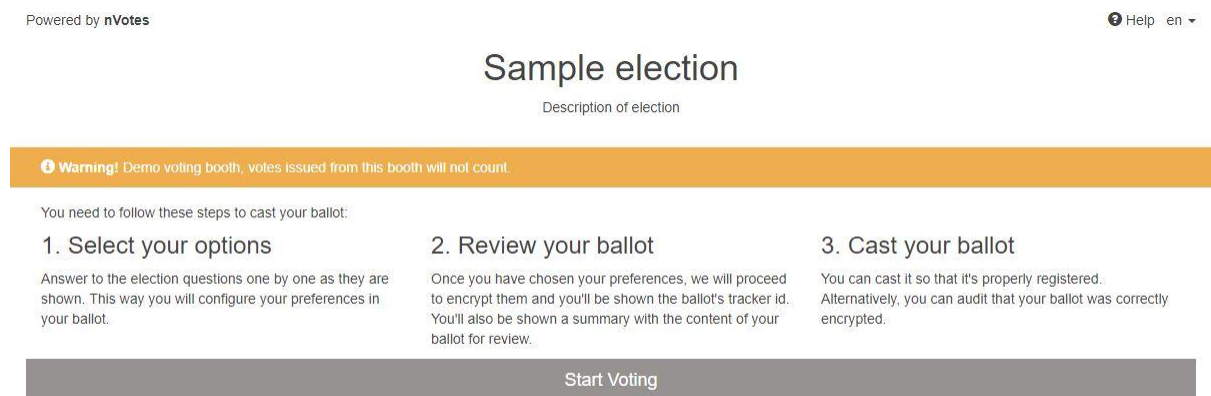 Powered by nVotes
Help en
Sample election
Description of election
Warning! Demo voting booth, votes issued from this booth will not count.
You need to follow these steps to cast your ballot:
1. Select your options
Answer to the election questions one by one as they are
shown. This way you will configure your preferences in
your ballot.
2. Review your ballot
Once you have chosen your preferences, we will proceed
to encrypt them and you'll be shown the ballot's tracker id.
You'll also be shown a summary with the content of your
ballot for review.
3. Cast your ballot
You can cast it so that it's properly registered.
Alternatively, you can audit that your ballot was correctly
encrypted.
Start Voting